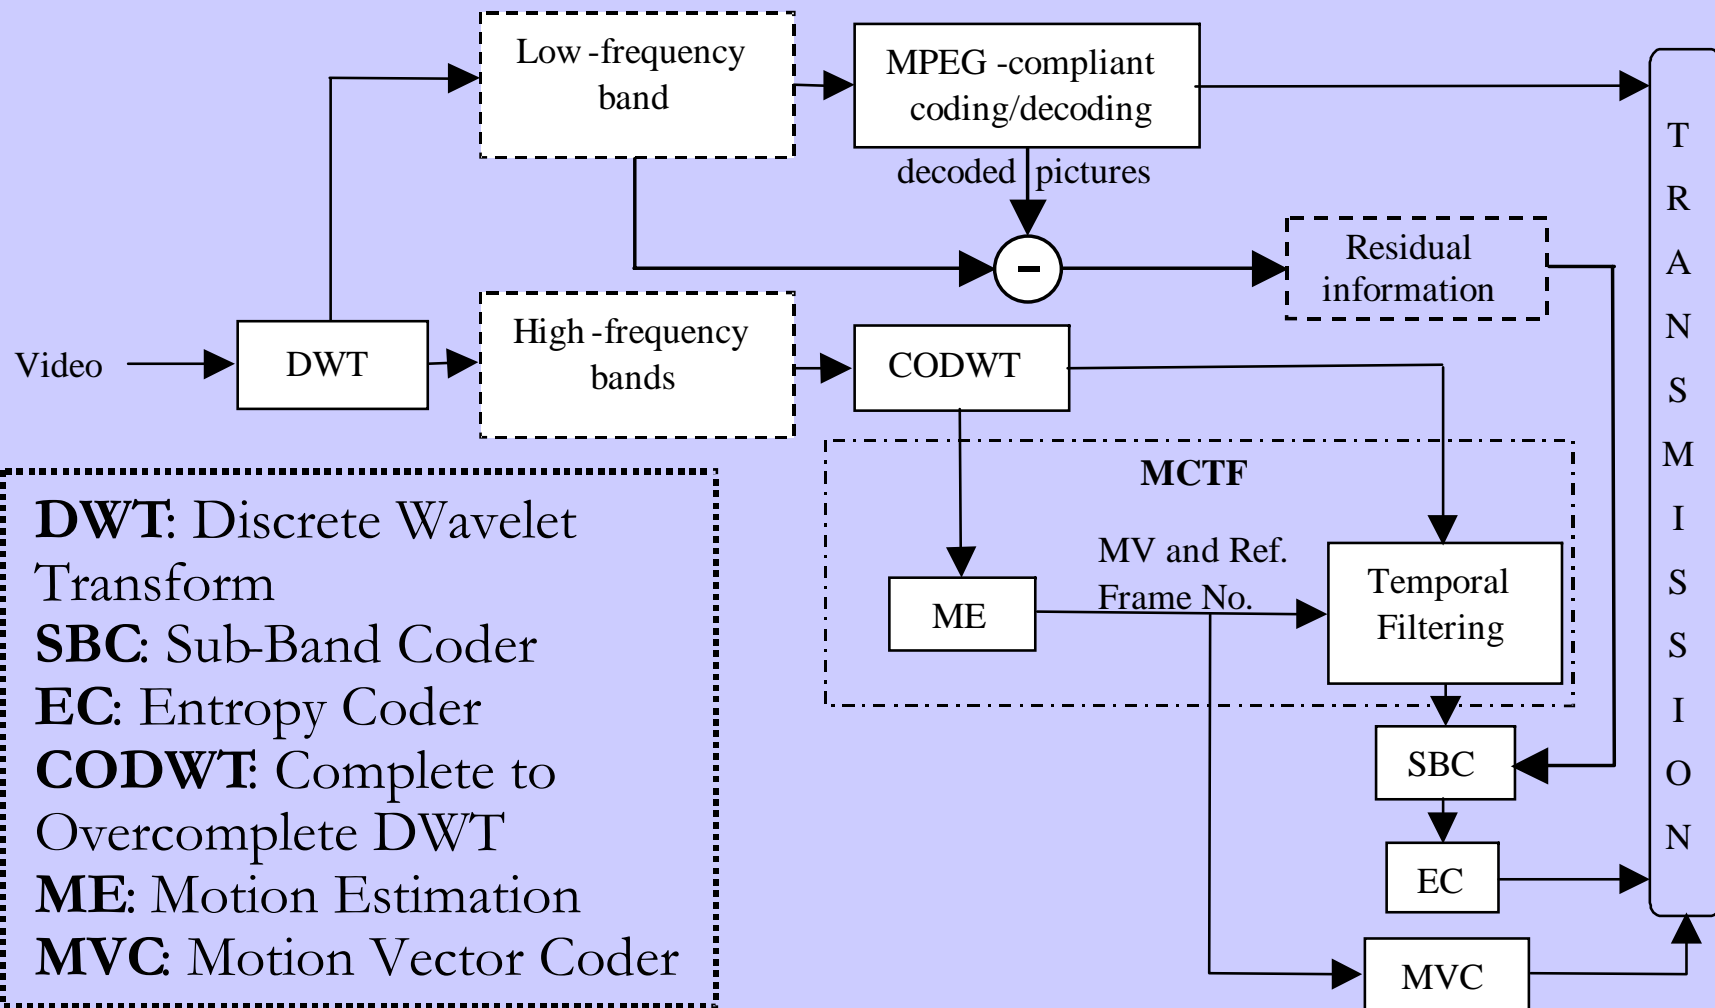 Low-frequency
band
MPEG-compliant
coding/decoding
decoded pictures
-
Residual
information
Video
DWT
High-frequency
bands
CODWT
MCTF
MV and Ref.
Frame No.
ME
Temporal
Filtering
SBC
EC
MVC
T
R
A
N
S
M
I
S
S
I
O
N
DWT: Discrete Wavelet
Transform
SBC: Sub-Band Coder
EC: Entropy Coder
CODWT: Complete to
Overcomplete DWT
ME: Motion Estimation
MVC: Motion Vector Coder